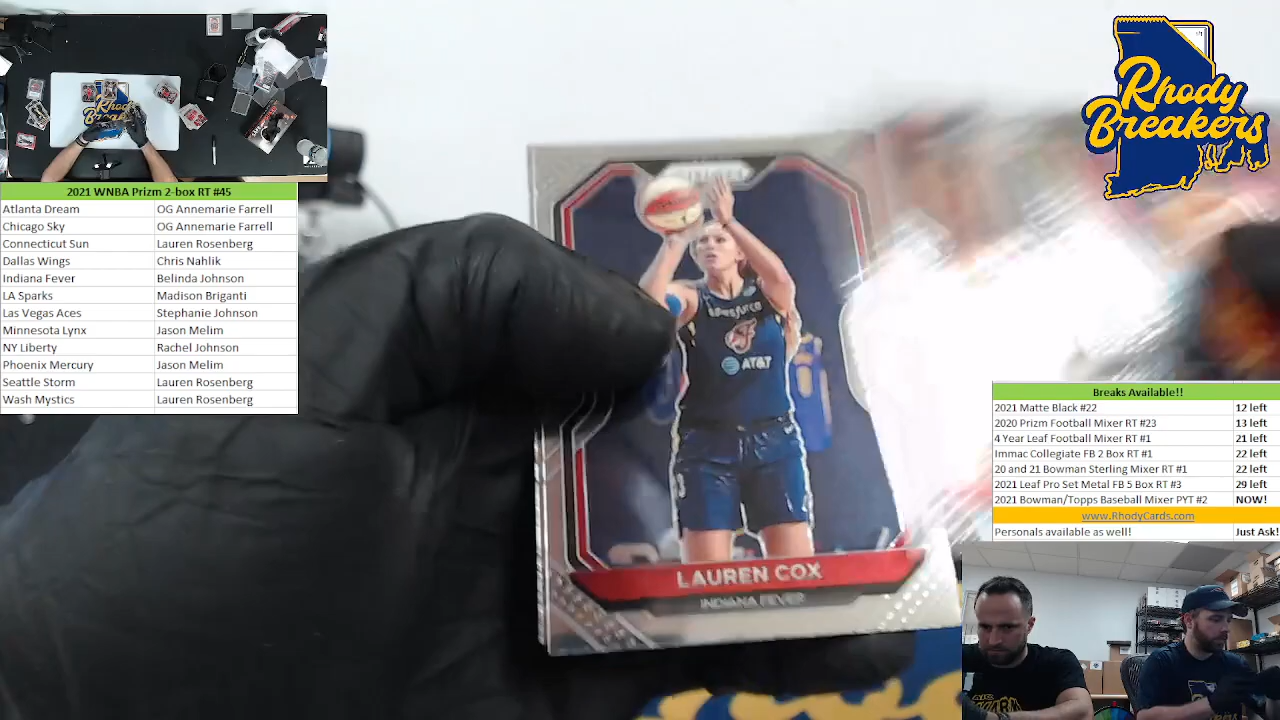 2021 WNBA Prizm 2-box RT #45
Atlanta Dream OG Annemarie Farrell
Chicago Sky OG Annemarie Farrell
Connecticut Sun Lauren Rosenberg
Dallas Wings Chris Nahlik
Indiana Fever Belinda Johnson
LA Sparks Madison Briganti
Las Vegas Aces Stephanie Johnson
Minnesota Lynx Jason Melim
NY Liberty Rachel Johnson
Phoenix Mercury Jason Melim
Seattle Storm Lauren Rosenberg
Wash Mystics Lauren Rosenberg
AT&T
LAUREN COX
INDIANA FEVER
Rhody
Breakers
Breaks Available!!
2021 Matte Black #22 12 left
2020 Prizm Football Mixer RT #23 13 left
4 Year Leaf Football Mixer RT #1 21 left
Immac Collegiate FB 2 Box RT #1 22 left
20 and 21 Bowman Sterling Mixer RT #1 22 left
2021 Leaf Pro Set Metal FB 5 Box RT #3 29 left
2021 Bowman/Topps Baseball Mixer PYT #2 NOW!
www.RhodyCards.com
Personals available as well! Just Ask!